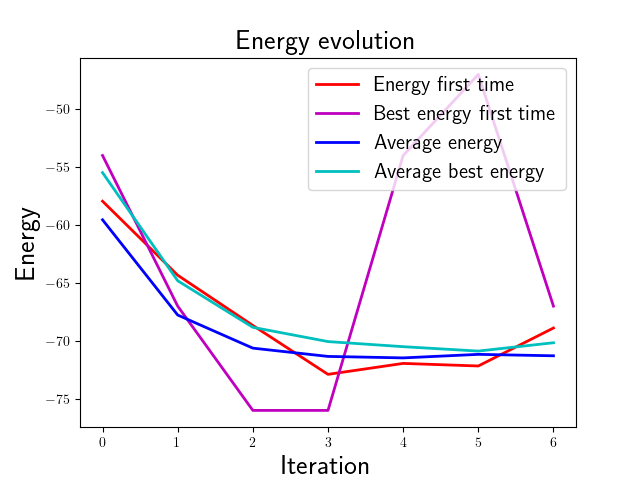 Energy evolution
Energy first time
Best energy first time
Average energy
Average best energy
Energy
−50
−55
−60
−65
−70
−75
0 1 2 3 4 5 6
Iteration